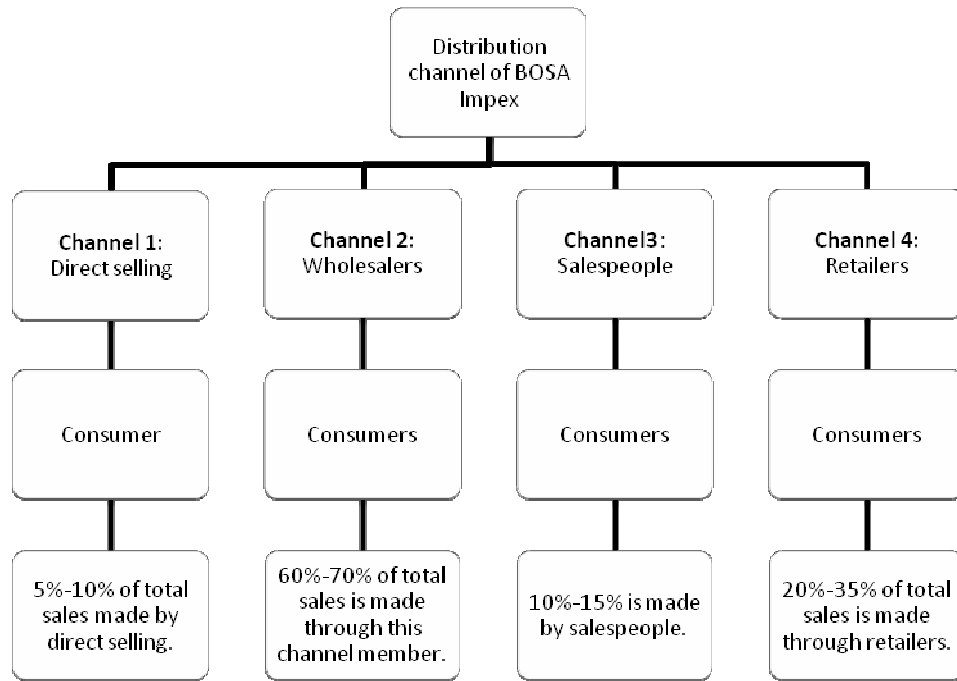 Distribution
channel of BOSA
Impex
Channel 1:
Direct selling
Channel 2:
Wholesalers
Channel3:
Salespeople
Channel 4:
Retailers
Consumer
Consumers
Consumers
Consumers
5%-10% of total
sales made by
direct selling.
60%-70% of total
sales is made
through this
channel member.
10%-15% is made
by salespeople.
20%-35% of total
sales is made
through retailers.